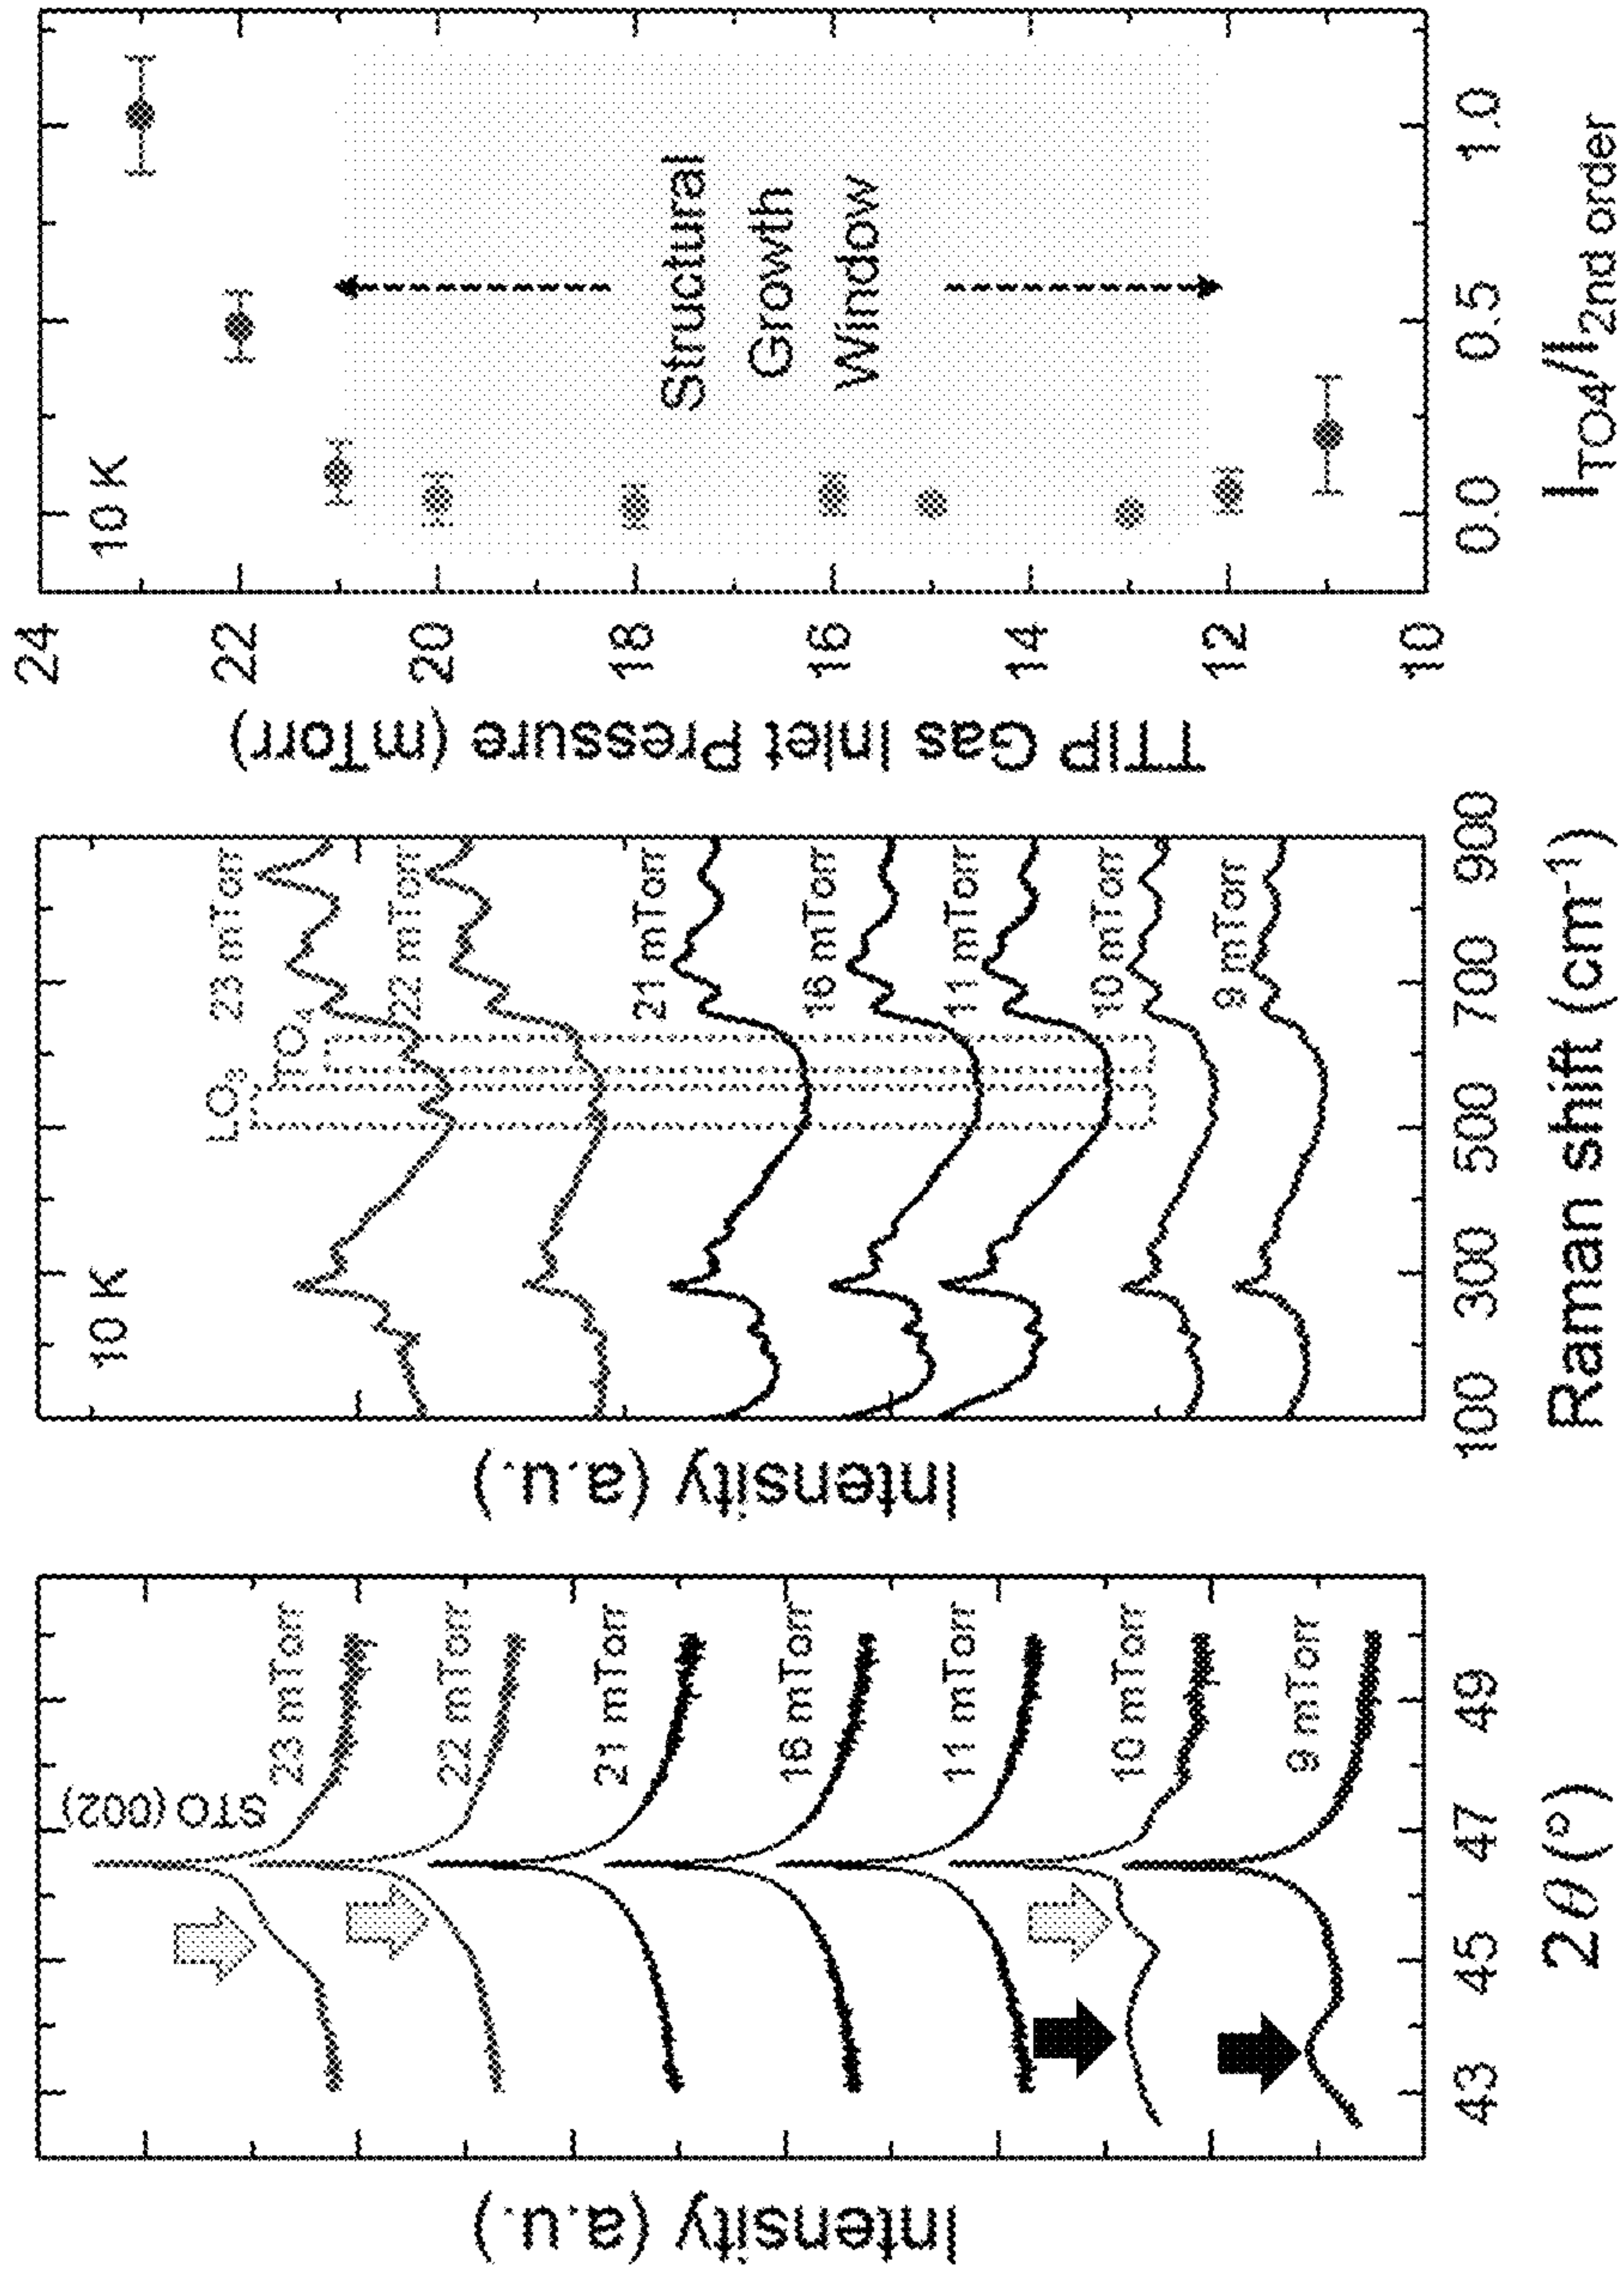 Intensity (a.u.)
STO (002)
23 mTorr
22 mTorr
21 mTorr
16 mTorr
11 mTorr
10 mTorr
9 mTorr
43 45 47 49
2θ (°)
Intensity (a.u.)
10 K
LO₃
TO₄
23 mTorr
22 mTorr
21 mTorr
16 mTorr
11 mTorr
10 mTorr
9 mTorr
100 300 500 700 900
Raman shift (cm⁻¹)
TTIP Gas Inlet Pressure (mTorr)
24
22
20
18
16
14
12
10
10 K
Structural
Growth
Window
0.0 0.5 1.0
I_TO4/I_2nd order